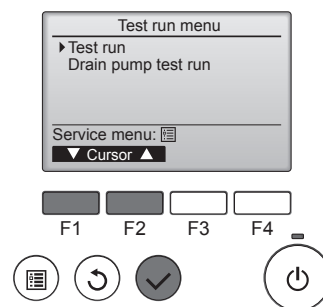 Test run menu
Test run
Drain pump test run
Service menu:
▼ Cursor ▲
F1 F2 F3 F4